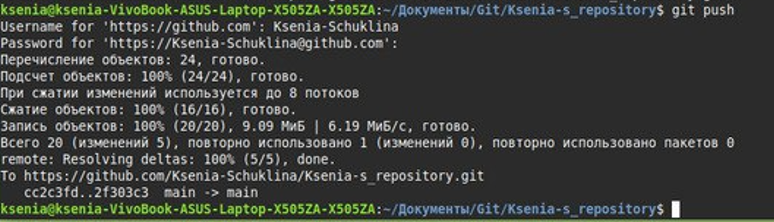 ksenia@ksenia-VivoBook-ASUS-Laptop-X505ZA-X505ZA:~/Документы/Git/Ksenia-s_repository$ git push
Username for 'https://github.com': Ksenia-Schuklina
Password for 'https://Ksenia-Schuklina@github.com':
Перечисление объектов: 24, готово.
Подсчет объектов: 100% (24/24), готово.
При сжатии изменений используется до 8 потоков
Сжатие объектов: 100% (16/16), готово.
Запись объектов: 100% (20/20), 9.09 МиБ | 6.19 МиБ/с, готово.
Всего 20 (изменений 5), повторно использовано 1 (изменений 0), повторно использовано пакетов 0
remote: Resolving deltas: 100% (5/5), done.
To https://github.com/Ksenia-Schuklina/Ksenia-s_repository.git
   cc2c3fd..2f303c3  main -> main
ksenia@ksenia-VivoBook-ASUS-Laptop-X505ZA-X505ZA:~/Документы/Git/Ksenia-s_repository$